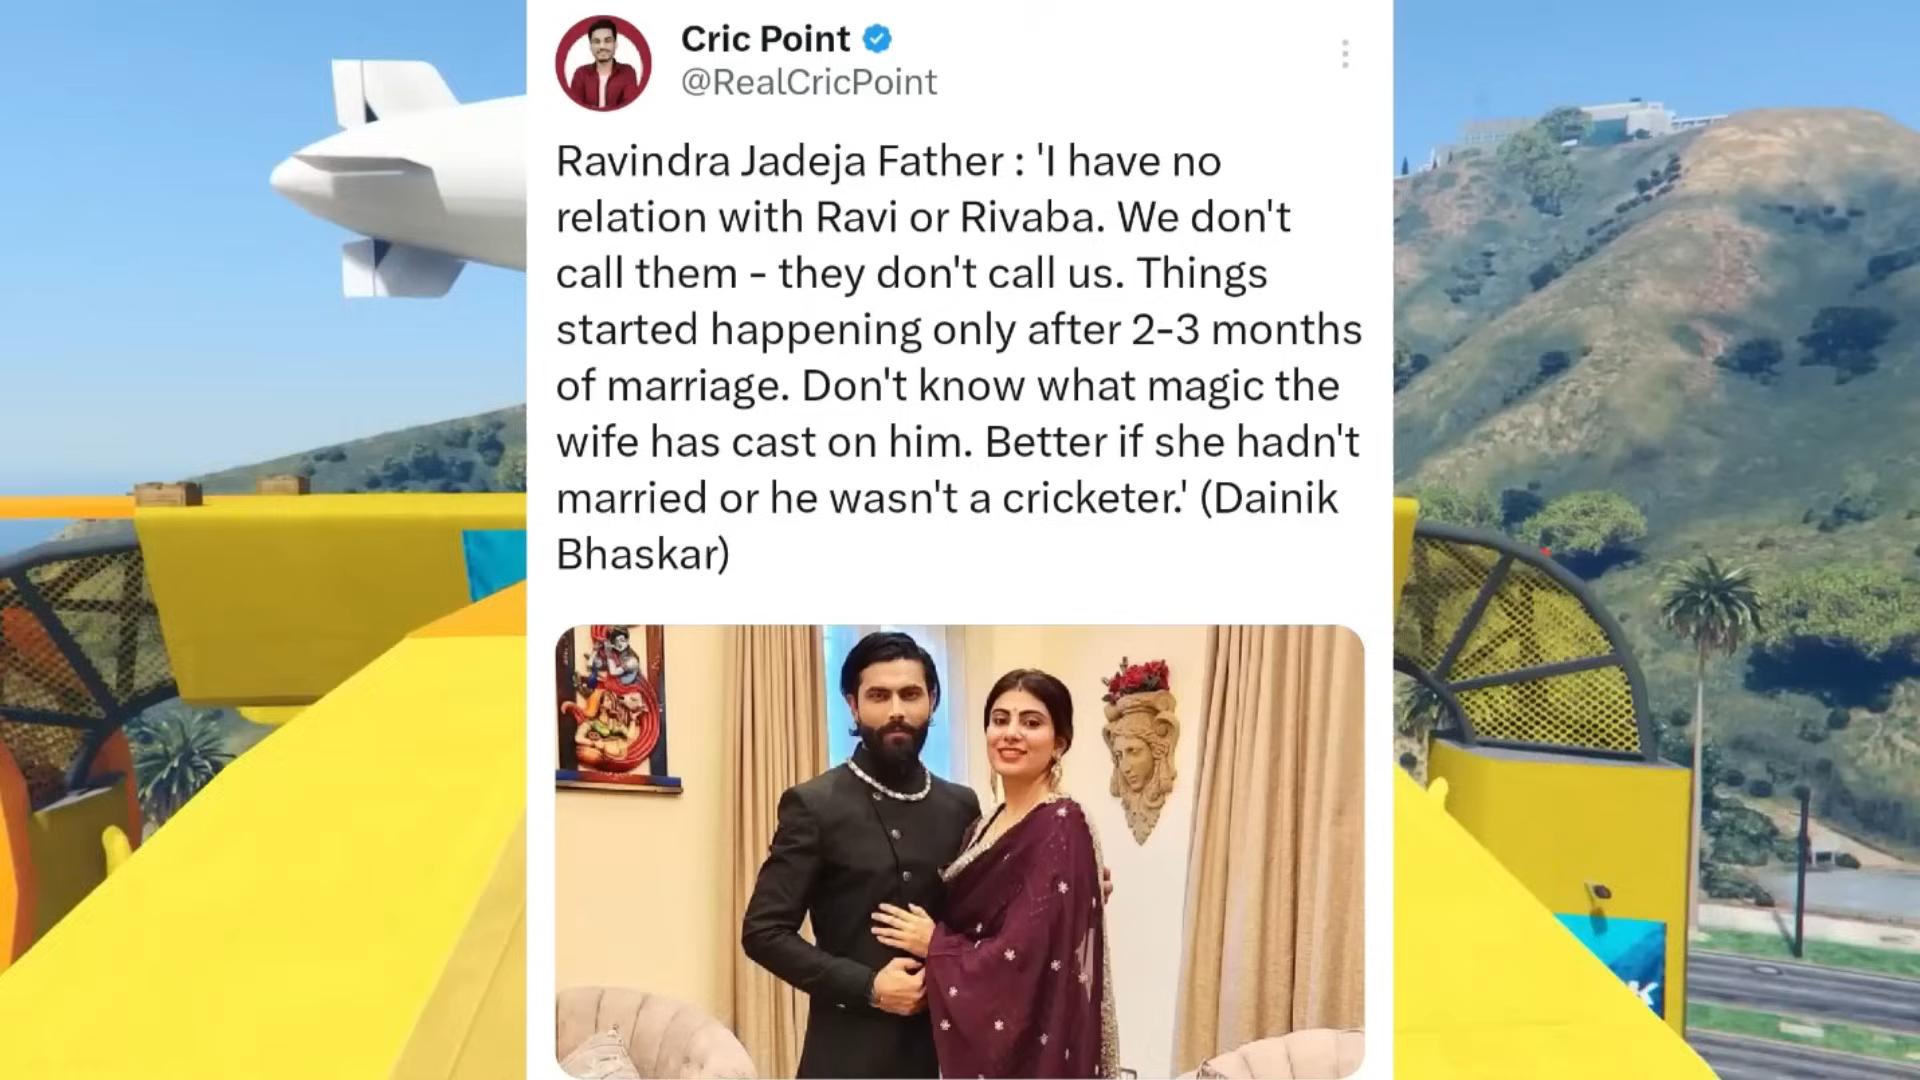 Cric Point
@RealCricPoint
Ravindra Jadeja Father : 'I have no
relation with Ravi or Rivaba. We don't
call them - they don't call us. Things
started happening only after 2-3 months
of marriage. Don't know what magic the
wife has cast on him. Better if she hadn't
married or he wasn't a cricketer.' (Dainik
Bhaskar)